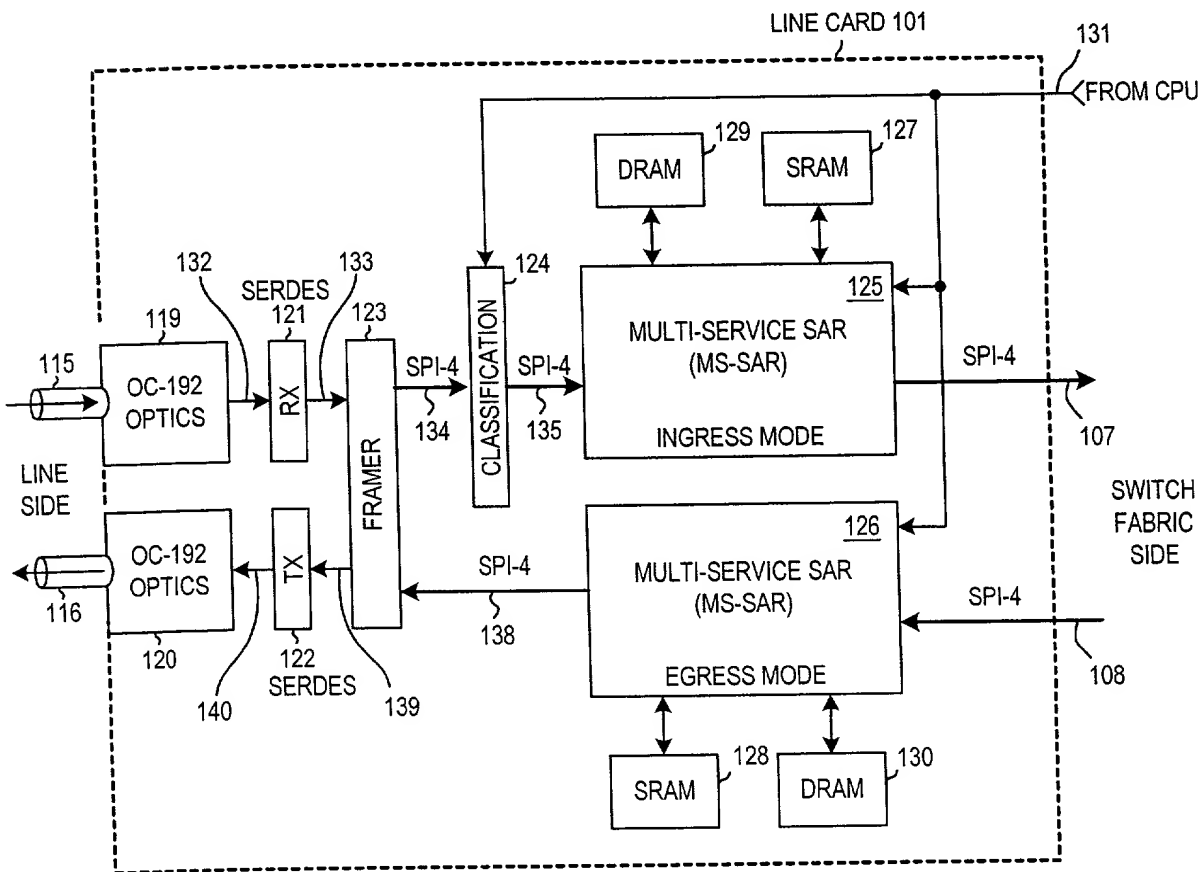 LINE CARD 101
131
FROM CPU
129
DRAM
127
SRAM
132
SERDES
121
133
123
124
125
119
115
OC-192
OPTICS
RX
FRAMER
SPI-4
134
CLASSIFICATION
SPI-4
135
MULTI-SERVICE SAR
(MS-SAR)
INGRESS MODE
SPI-4
107
LINE
SIDE
SWITCH
FABRIC
SIDE
126
OC-192
OPTICS
116
120
TX
122
SERDES
140
139
SPI-4
138
MULTI-SERVICE SAR
(MS-SAR)
EGRESS MODE
SPI-4
108
128
SRAM
130
DRAM